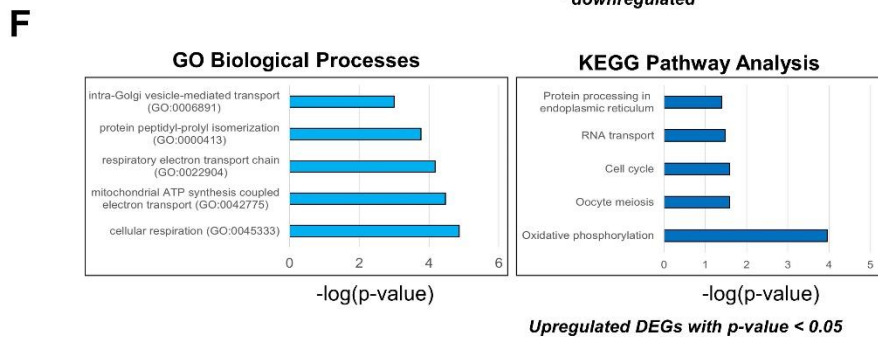 downregulated
F
GO Biological Processes
intra-Golgi vesicle-mediated transport
(GO:0006891)
protein peptidyl-prolyl isomerization
(GO:0000413)
respiratory electron transport chain
(GO:0022904)
mitochondrial ATP synthesis coupled
electron transport (GO:0042775)
cellular respiration (GO:0045333)
0 2 4 6
-log(p-value)
KEGG Pathway Analysis
Protein processing in
endoplasmic reticulum
RNA transport
Cell cycle
Oocyte meiosis
Oxidative phosphorylation
0 1 2 3 4 5
-log(p-value)
Upregulated DEGs with p-value < 0.05